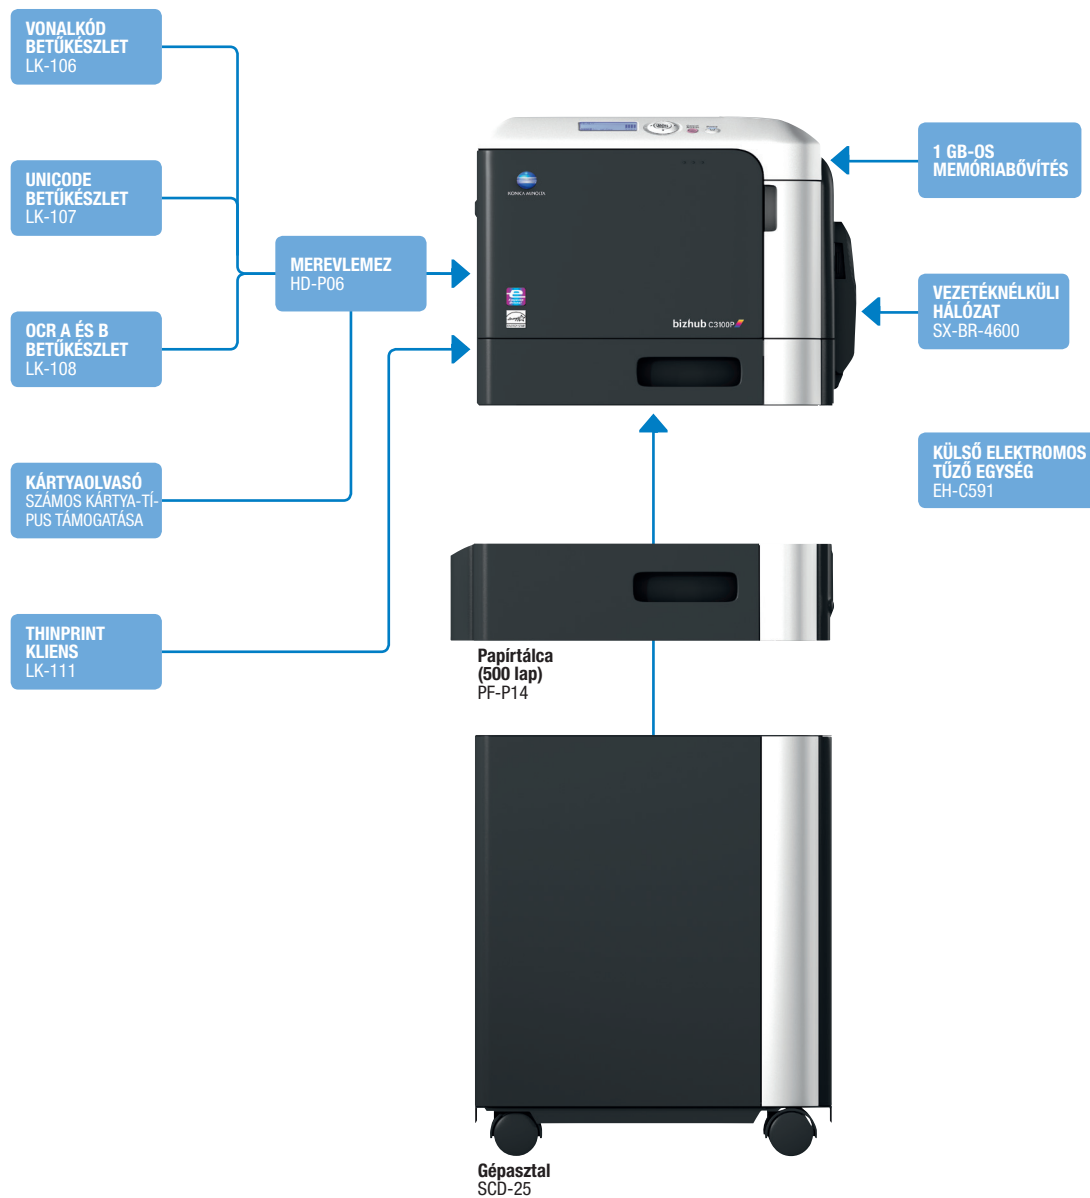 VONALKÓD
BETŰKÉSZLET
LK-106
UNICODE
BETŰKÉSZLET
LK-107
OCR A ÉS B
BETŰKÉSZLET
LK-108
KÁRTYAOLVASÓ
SZÁMOS KÁRTYA-TÍ-
PUS TÁMOGATÁSA
THINPRINT
KLIENS
LK-111
MEREVLEMEZ
HD-P06
KONICA MINOLTA
bizhub C3100P
1 GB-OS
MEMÓRIABŐVÍTÉS
VEZETÉKNÉLKÜLI
HÁLÓZAT
SX-BR-4600
KÜLSŐ ELEKTROMOS
TŰZŐ EGYSÉG
EH-C591
Papírtálca
(500 lap)
PF-P14
Gépasztal
SCD-25